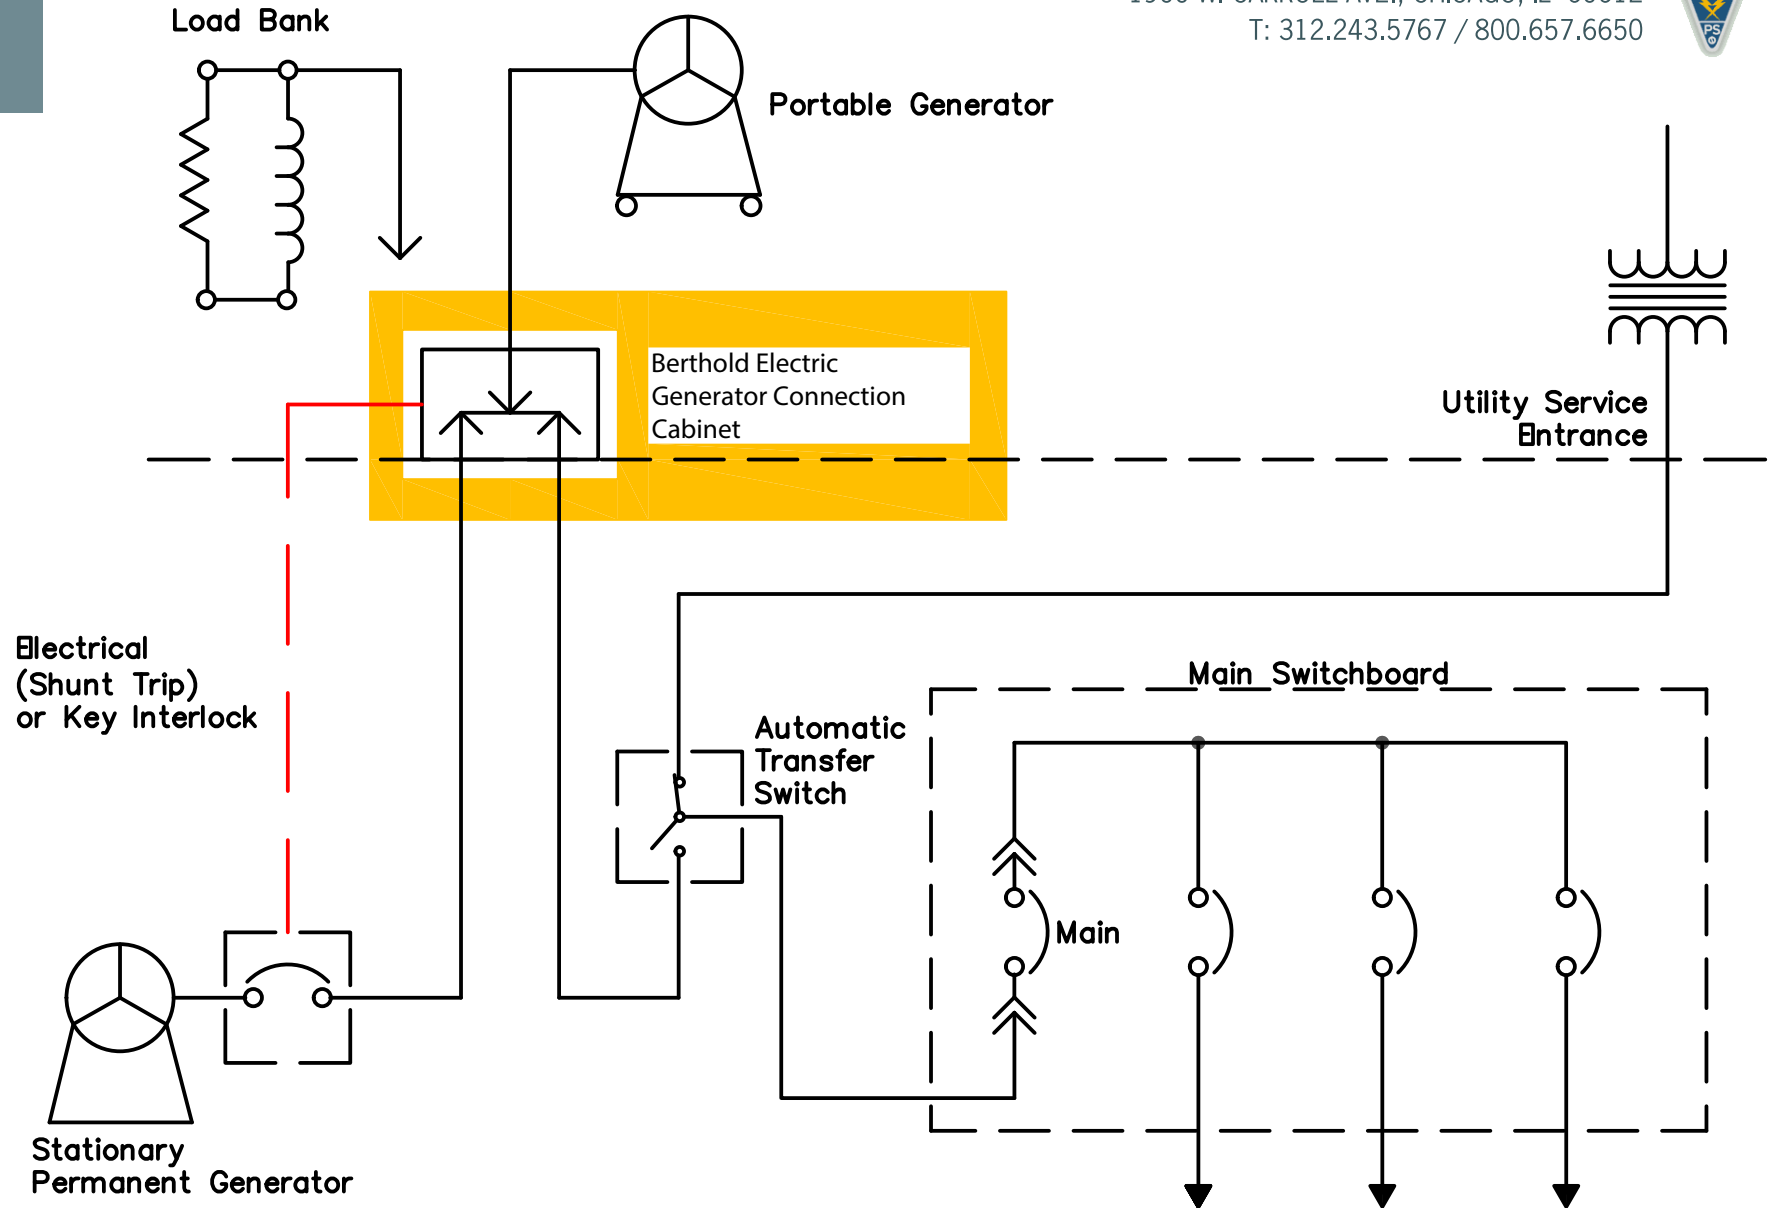 T: 312.243.5767 / 800.657.6650
PS
Load Bank
Portable Generator
Berthold Electric
Generator Connection
Cabinet
Utility Service
Entrance
Electrical
(Shunt Trip)
or Key Interlock
Main Switchboard
Automatic
Transfer
Switch
Main
Stationary
Permanent Generator